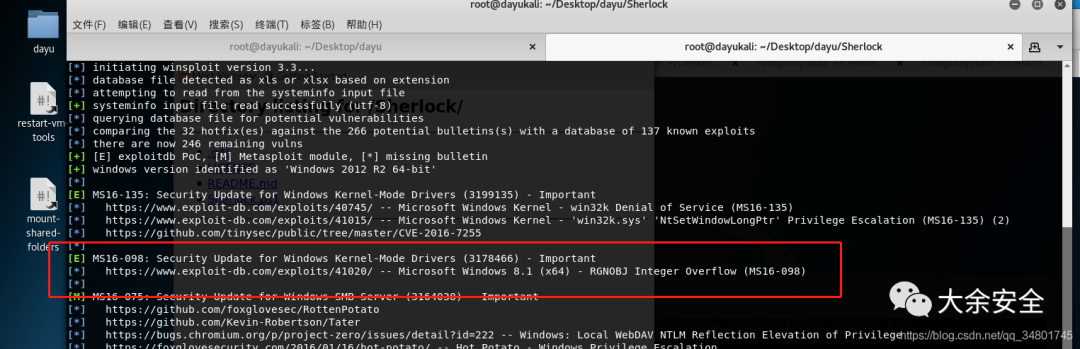 root@dayukali: ~/Desktop/dayu/Sherlock
文件(F) 编辑(E) 查看(V) 搜索(S) 终端(T) 标签(B) 帮助(H)
root@dayukali: ~/Desktop/dayu
root@dayukali: ~/Desktop/dayu/Sherlock
dayu
restart-vm-
tools
mount-
shared-
folders
[*] initiating winsploit version 3.3...
[*] database file detected as xls or xlsx based on extension
[*] attempting to read from the systeminfo input file
[+] systeminfo input file read successfully (utf-8)
[*] querying database file for potential vulnerabilities
[*] comparing the 32 hotfix(es) against the 266 potential bulletins(s) with a database of 137 known exploits
[*] there are now 246 remaining vulns
[+] [E] exploitdb PoC, [M] Metasploit module, [*] missing bulletin
[+] windows version identified as 'Windows 2012 R2 64-bit'
[*]
README.md
[E] MS16-135: Security Update for Windows Kernel-Mode Drivers (3199135) - Important
[*]   https://www.exploit-db.com/exploits/40745/ -- Microsoft Windows Kernel - win32k Denial of Service (MS16-135)
[*]   https://www.exploit-db.com/exploits/41015/ -- Microsoft Windows Kernel - 'win32k.sys' 'NtSetWindowLongPtr' Privilege Escalation (MS16-135) (2)
[*]   https://github.com/tinysec/public/tree/master/CVE-2016-7255
[*]
[E] MS16-098: Security Update for Windows Kernel-Mode Drivers (3178466) - Important
[*]   https://www.exploit-db.com/exploits/41020/ -- Microsoft Windows 8.1 (x64) - RGNOBJ Integer Overflow (MS16-098)
[*]
[M] MS16-075: Security Update for Windows SMB Server (3164038) - Important
[*]   https://github.com/foxglovesec/RottenPotato
[*]   https://github.com/Kevin-Robertson/Tater
[*]   https://bugs.chromium.org/p/project-zero/issues/detail?id=222 -- Windows: Local WebDAV NTLM Reflection Elevation of Privilege
[*]   https://foxglovesecurity.com/2016/01/16/hot-potato/ -- Hot Potato - Windows Privilege Escalation
大余安全
https://blog.csdn.net/qq_34801745